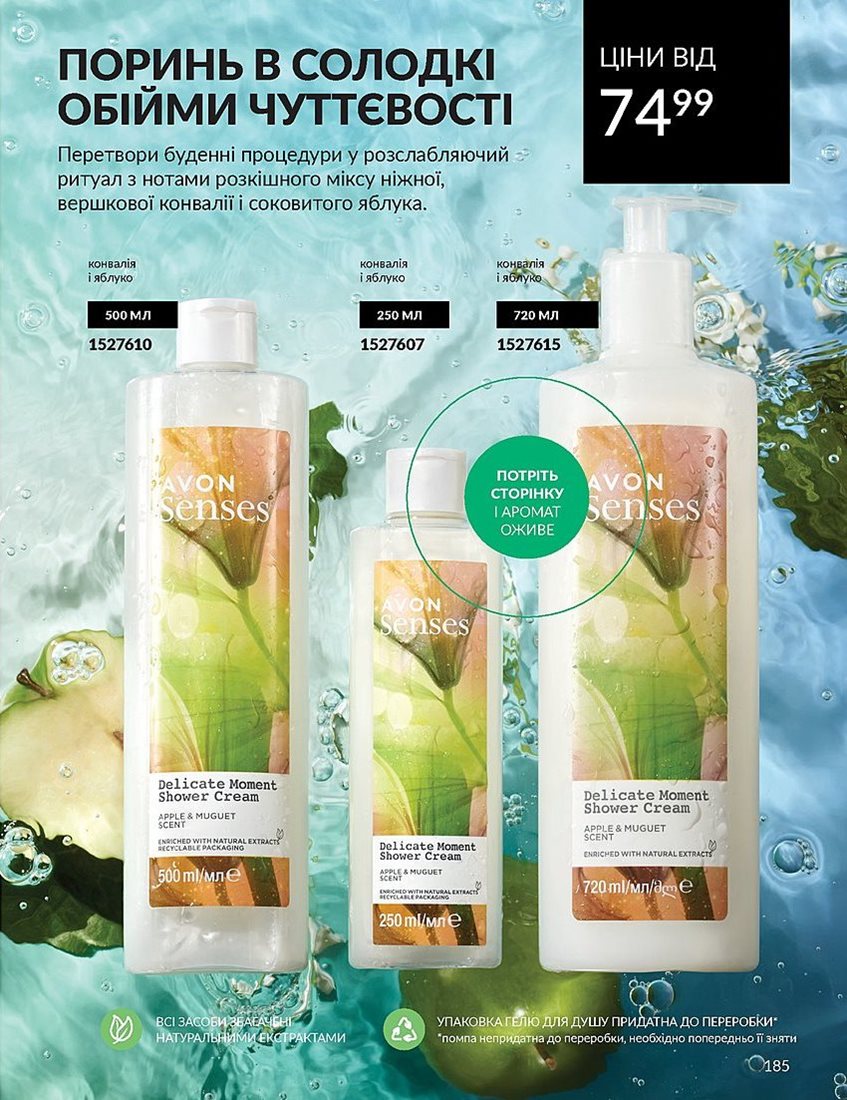 ПОРИНЬ В СОЛОДКІ
ОБІЙМИ ЧУТТЄВОСТІ
Перетвори буденні процедури у розслабляючий
ритуал з нотами розкішного міксу ніжної,
вершкової конвалії і соковитого яблука.
ЦІНИ ВІД
74⁹⁹
конвалія
і яблуко
500 МЛ
1527610
конвалія
і яблуко
250 МЛ
1527607
конвалія
і яблуко
720 МЛ
1527615
ПОТРІТЬ
СТОРІНКУ
І АРОМАТ
ОЖИВЕ
AVON
Senses
Delicate Moment
Shower Cream
APPLE & MUGUET
SCENT
ENRICHED WITH NATURAL EXTRACTS
RECYCLABLE PACKAGING
500 ml/мл e
AVON
Senses
Delicate Moment
Shower Cream
APPLE & MUGUET
SCENT
ENRICHED WITH NATURAL EXTRACTS
RECYCLABLE PACKAGING
250 ml/мл e
AVON
Senses
Delicate Moment
Shower Cream
APPLE & MUGUET
SCENT
ENRICHED WITH NATURAL EXTRACTS
720 ml/мл/მლ e
ВСІ ЗАСОБИ ЗБАГАЧЕНІ
НАТУРАЛЬНИМИ ЕКСТРАКТАМИ
УПАКОВКА ГЕЛЮ ДЛЯ ДУШУ ПРИДАТНА ДО ПЕРЕРОБКИ*
*помпа непридатна до переробки, необхідно попередньо її зняти
185